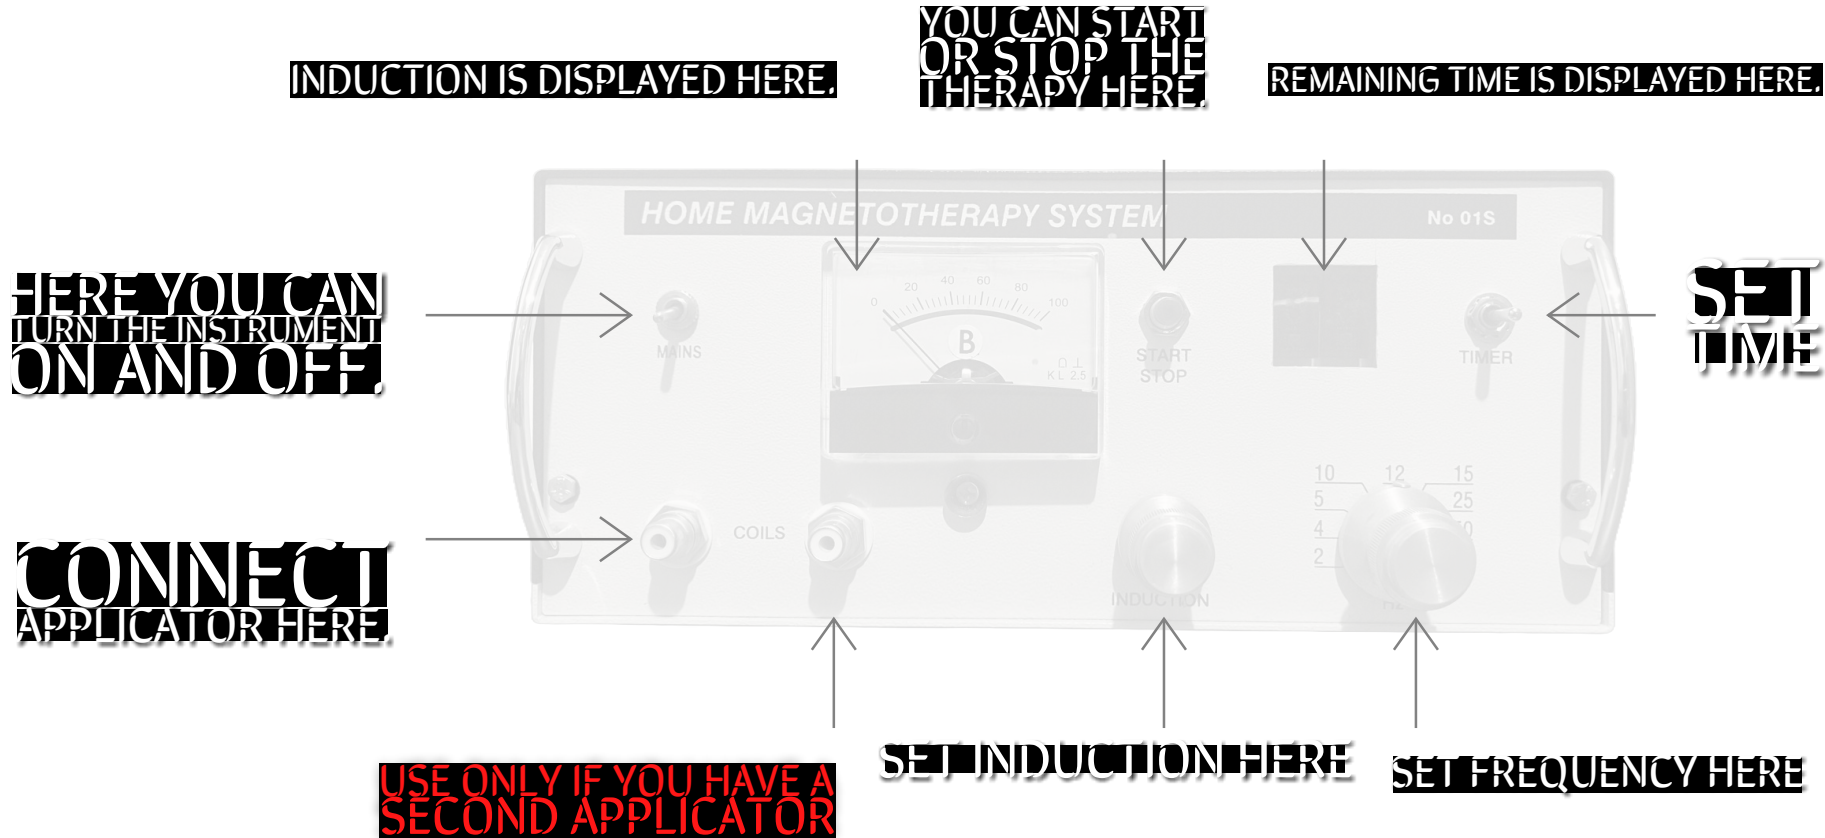 YOU CAN START
OR STOP THE
THERAPY HERE.
INDUCTION IS DISPLAYED HERE.
REMAINING TIME IS DISPLAYED HERE.
HOME MAGNETOTHERAPY SYSTEM
No 01S
HERE YOU CAN
TURN THE INSTRUMENT
ON AND OFF.
SET
TIME
MAINS
0 20 40 60 80 100
B
K L 2.5
START
STOP
TIMER
10 12 15
5 25
4
2
COILS
INDUCTION
HZ
CONNECT
APPLICATOR HERE.
USE ONLY IF YOU HAVE A
SECOND APPLICATOR
SET INDUCTION HERE
SET FREQUENCY HERE